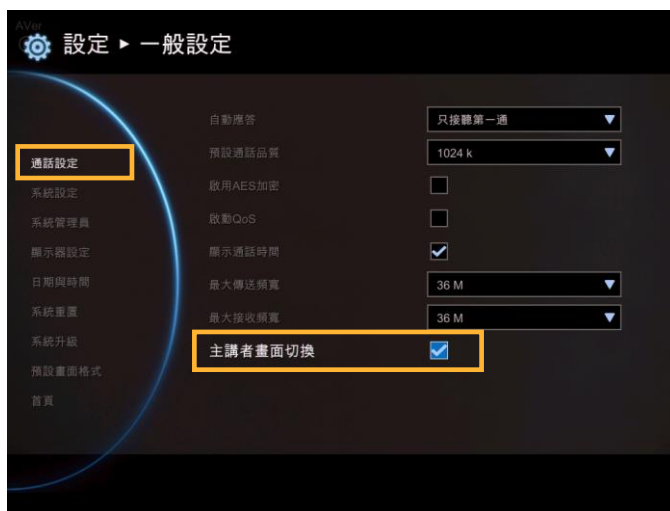 AVer
設定 ▸ 一般設定
自動應答 只接聽第一通
通話設定
預設通話品質 1024 k
系統設定
啟用AES加密
系統管理員
啟動QoS
顯示器設定
顯示通話時間
日期與時間
最大傳送頻寬 36 M
系統重置
最大接收頻寬 36 M
系統升級
主講者畫面切換
預設畫面格式
首頁